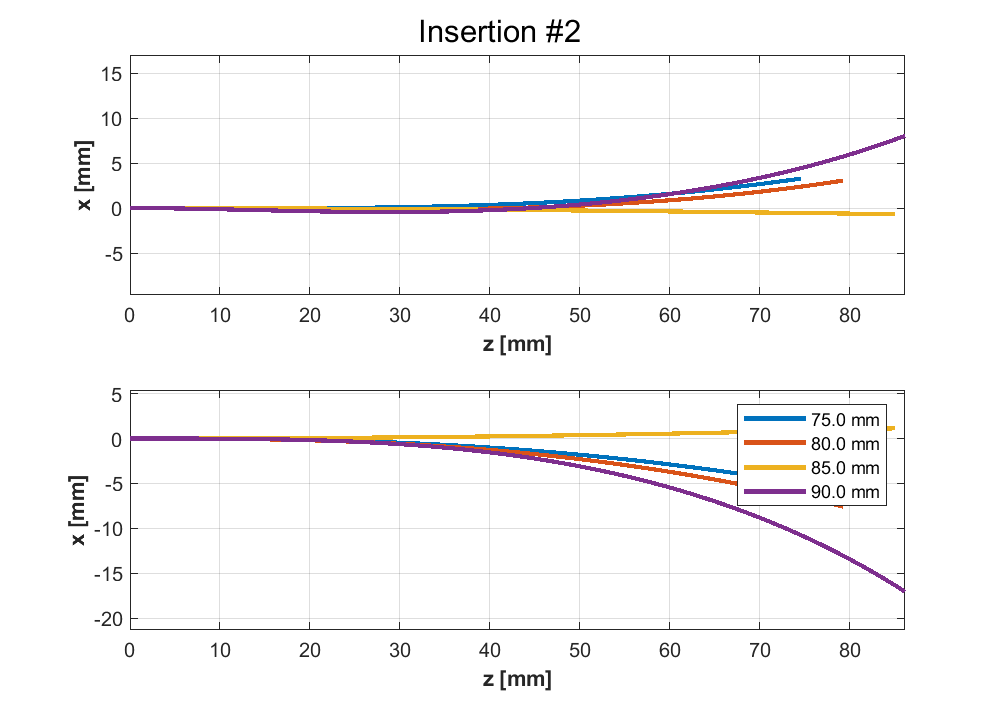 Insertion #2
15
10
5
0
-5
x [mm]
0 10 20 30 40 50 60 70 80
z [mm]
5
0
-5
-10
-15
-20
x [mm]
75.0 mm
80.0 mm
85.0 mm
90.0 mm
0 10 20 30 40 50 60 70 80
z [mm]